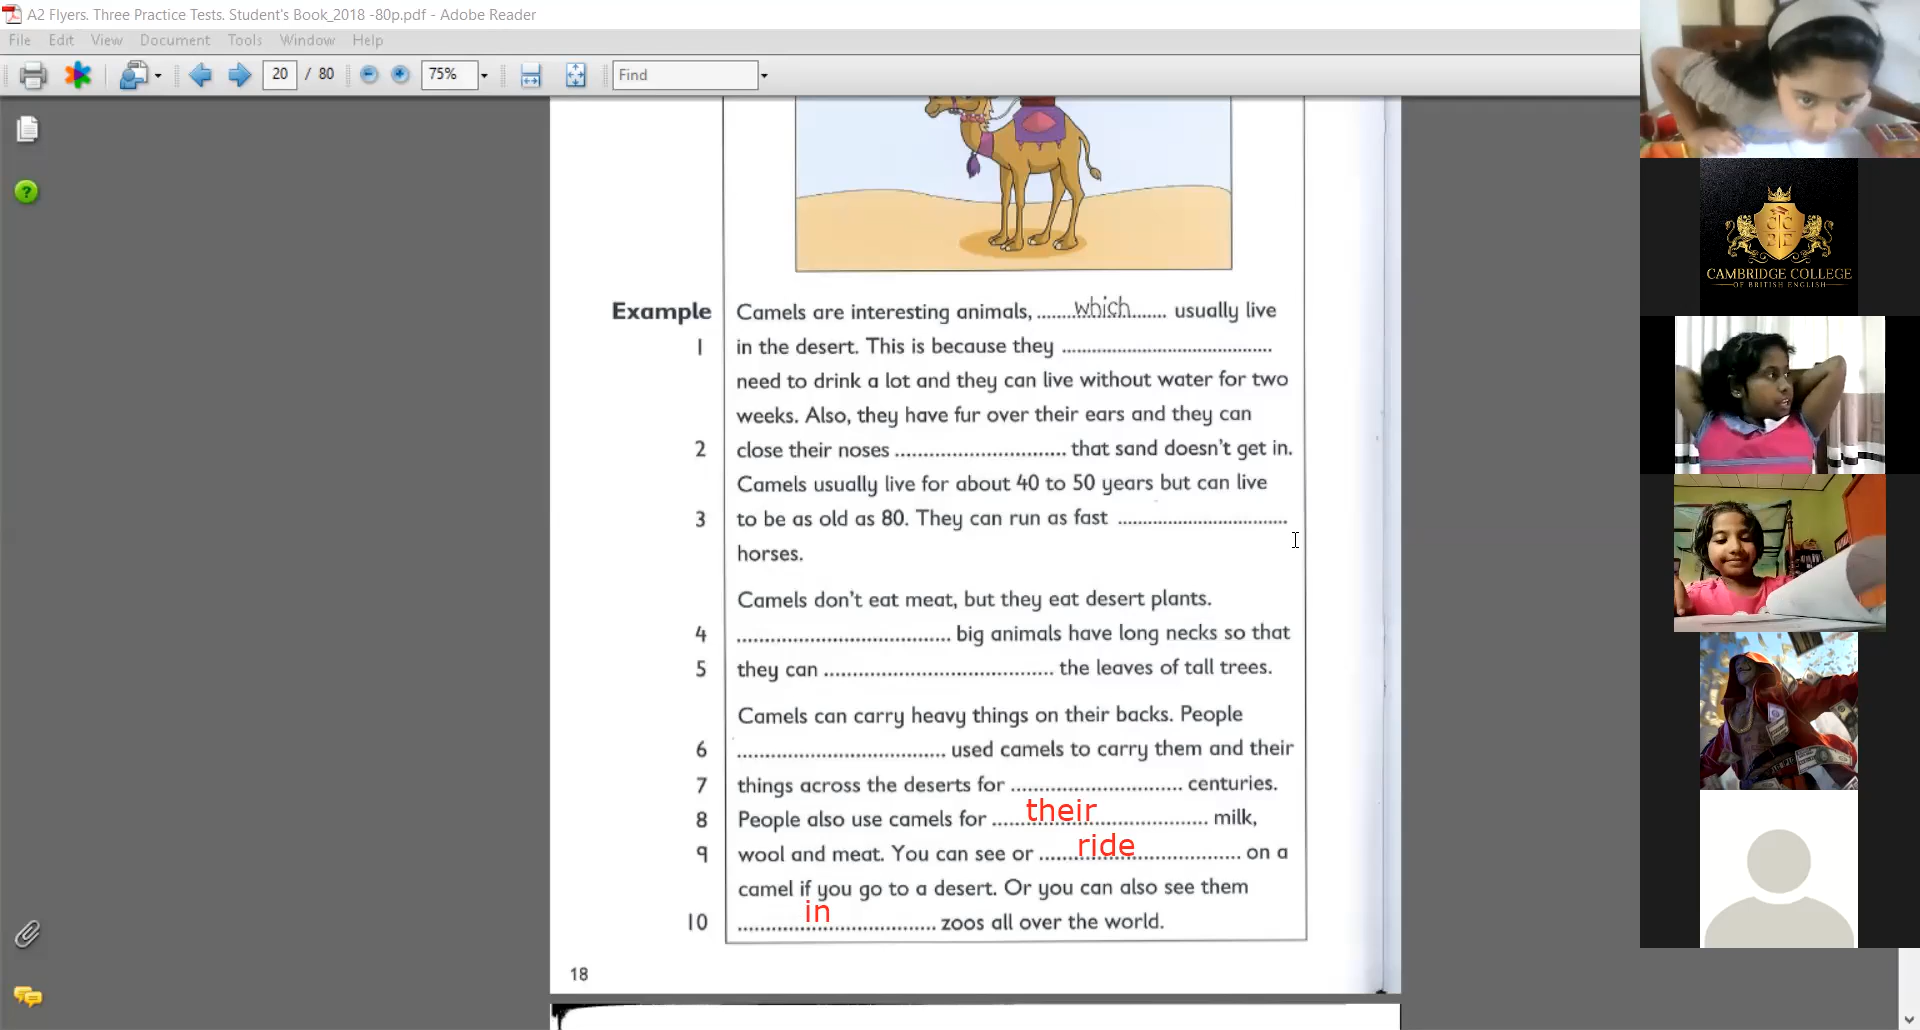 A2 Flyers. Three Practice Tests. Student's Book_2018 -80p.pdf - Adobe Reader
File Edit View Document Tools Window Help
20 / 80 75% Find
CAMBRIDGE COLLEGE
OF BRITISH ENGLISH
Example Camels are interesting animals, which usually live
1 in the desert. This is because they ........................................
need to drink a lot and they can live without water for two
weeks. Also, they have fur over their ears and they can
2 close their noses .............................. that sand doesn't get in.
Camels usually live for about 40 to 50 years but can live
3 to be as old as 80. They can run as fast ..............................
horses.
Camels don't eat meat, but they eat desert plants.
4 ........................................ big animals have long necks so that
5 they can ........................................ the leaves of tall trees.
Camels can carry heavy things on their backs. People
6 ........................................ used camels to carry them and their
7 things across the deserts for .............................. centuries.
8 People also use camels for their milk,
9 wool and meat. You can see or ride on a
camel if you go to a desert. Or you can also see them
10 in zoos all over the world.
18